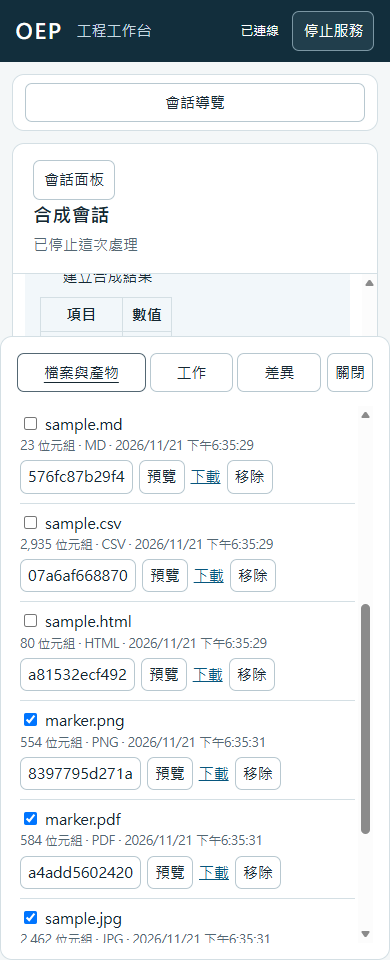 OEP 工程工作台 已連線 停止服務
會話導覽
會話面板
合成會話
已停止這次處理
建立合成結果
項目 數值
檔案與產物 工作 差異 關閉
sample.md
23 位元組 · MD · 2026/11/21 下午6:35:29
576fc87b29f4 預覽 下載 移除
sample.csv
2,935 位元組 · CSV · 2026/11/21 下午6:35:29
07a6af668870 預覽 下載 移除
sample.html
80 位元組 · HTML · 2026/11/21 下午6:35:29
a81532ecf492 預覽 下載 移除
marker.png
554 位元組 · PNG · 2026/11/21 下午6:35:31
8397795d271a 預覽 下載 移除
marker.pdf
584 位元組 · PDF · 2026/11/21 下午6:35:31
a4add5602420 預覽 下載 移除
sample.jpg
2,462 位元組 · JPG · 2026/11/21 下午6:35:31